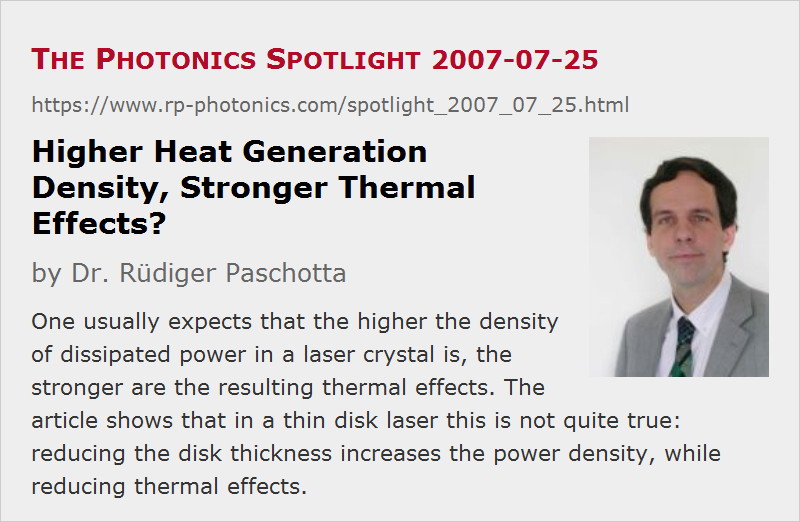 THE PHOTONICS SPOTLIGHT 2007-07-25
https://www.rp-photonics.com/spotlight_2007_07_25.html
Higher Heat Generation
Density, Stronger Thermal
Effects?
by Dr. Rüdiger Paschotta
One usually expects that the higher the density
of dissipated power in a laser crystal is, the
stronger are the resulting thermal effects. The
article shows that in a thin disk laser this is not quite true:
reducing the disk thickness increases the power density, while
reducing thermal effects.